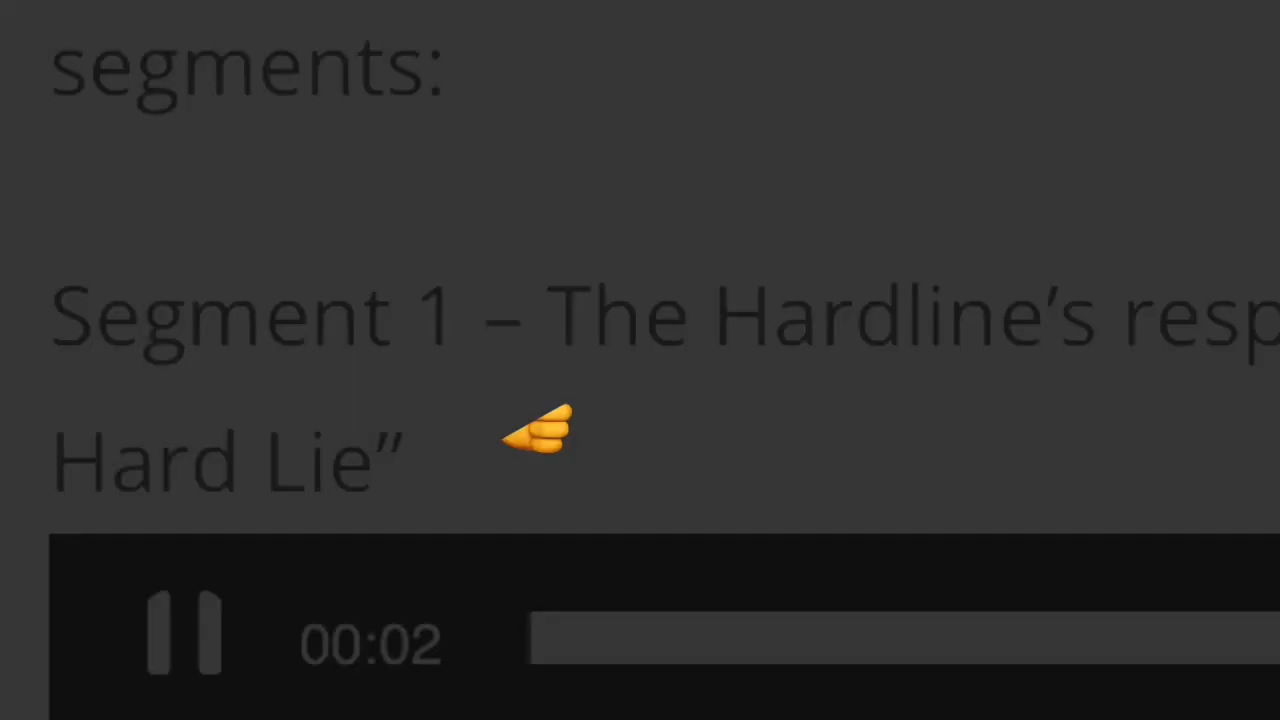 segments:
Segment 1 – The Hardline’s resp
Hard Lie”
00:02